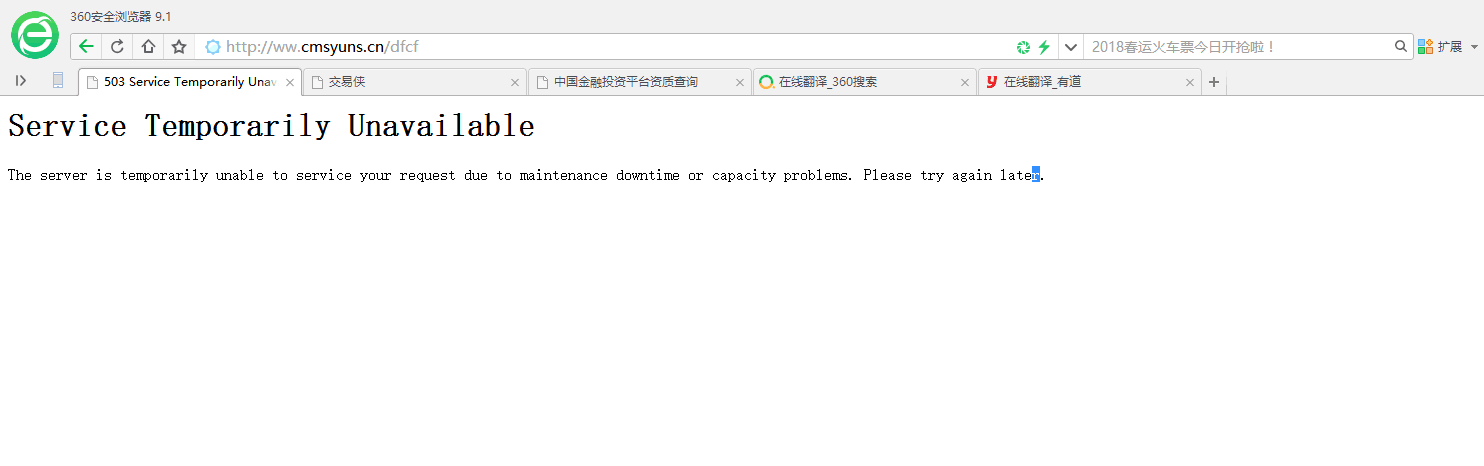 360安全浏览器 9.1
http://ww.cmsyuns.cn/dfcf
2018春运火车票今日开抢啦！
扩展
503 Service Temporarily Unav
交易侠
中国金融投资平台资质查询
在线翻译_360搜索
在线翻译_有道
Service Temporarily Unavailable
The server is temporarily unable to service your request due to maintenance downtime or capacity problems. Please try again later.